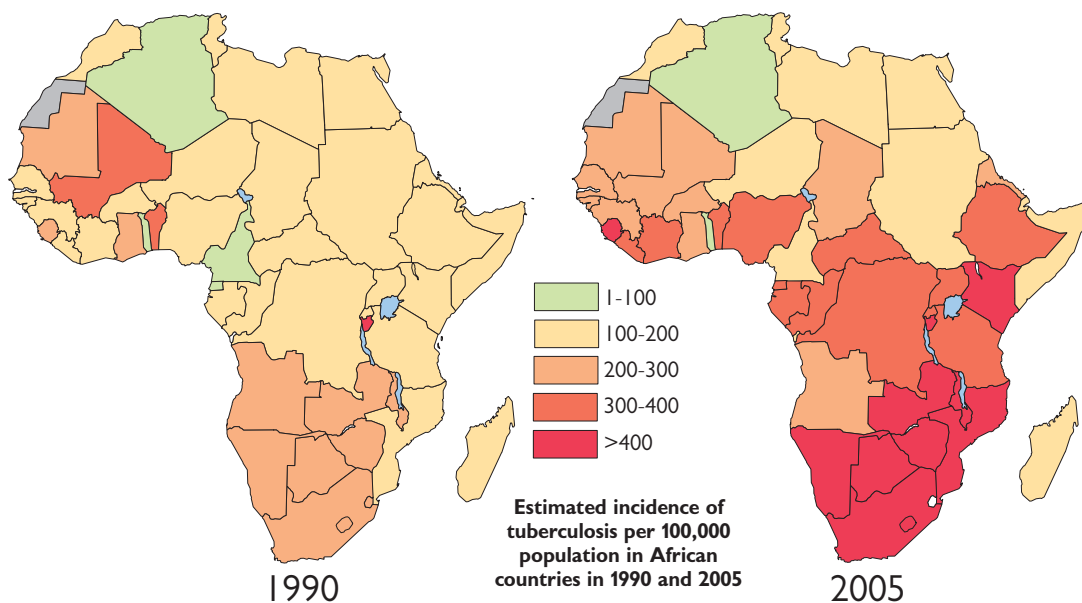 1-100
100-200
200-300
300-400
>400
Estimated incidence of
tuberculosis per 100,000
population in African
countries in 1990 and 2005
1990
2005